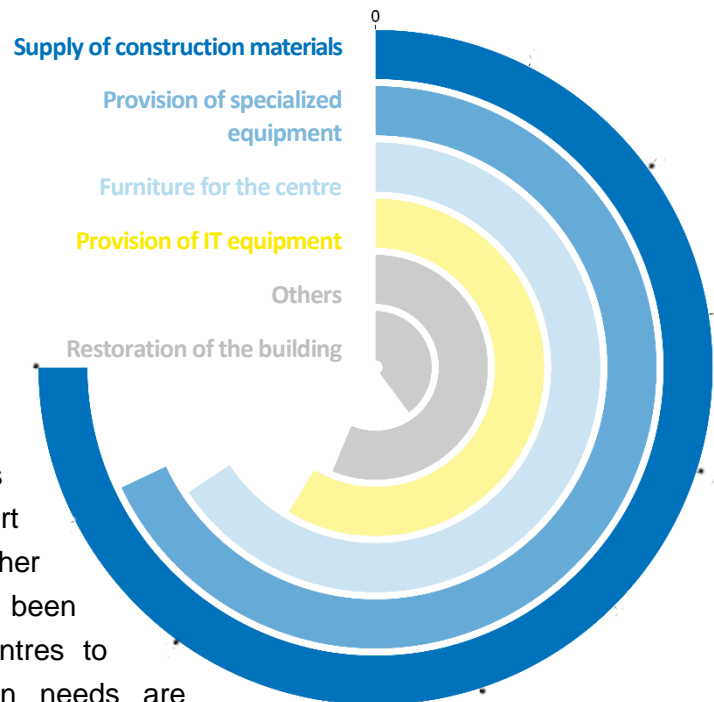 0
Supply of construction materials
Provision of specialized
equipment
Furniture for the centre
Provision of IT equipment
Others
Restoration of the building
been
to
needs are